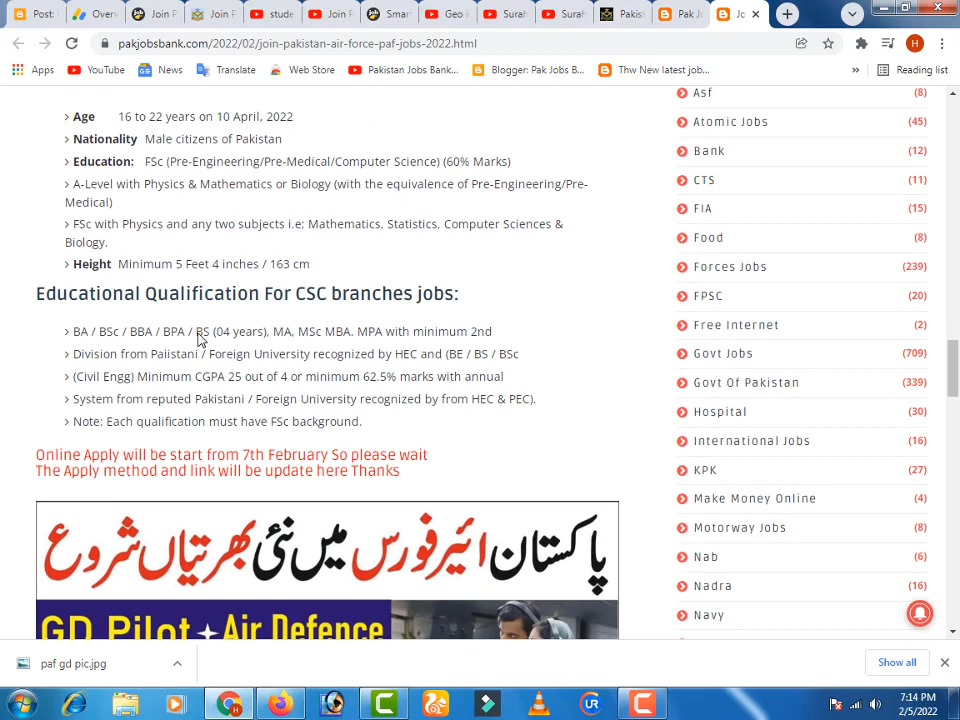 Posts
Overv
Join P
Join P
stude
Join F
Smart
Geo i
Surah
Surah
Pakist
Pak Jo
Jo
pakjobsbank.com/2022/02/join-pakistan-air-force-paf-jobs-2022.html
H
Apps YouTube News Translate Web Store Pakistan Jobs Bank... Blogger: Pak Jobs B... Thw New latest job... » Reading list
Age 16 to 22 years on 10 April, 2022
Nationality Male citizens of Pakistan
Education: FSc (Pre-Engineering/Pre-Medical/Computer Science) (60% Marks)
A-Level with Physics & Mathematics or Biology (with the equivalence of Pre-Engineering/Pre-
Medical)
FSc with Physics and any two subjects i.e; Mathematics, Statistics, Computer Sciences &
Biology.
Height Minimum 5 Feet 4 inches / 163 cm
Educational Qualification For CSC branches jobs:
BA / BSc / BBA / BPA / BS (04 years), MA, MSc MBA. MPA with minimum 2nd
Division from Paiistani / Foreign University recognized by HEC and (BE / BS / BSc
(Civil Engg) Minimum CGPA 25 out of 4 or minimum 62.5% marks with annual
System from reputed Pakistani / Foreign University recognized by from HEC & PEC).
Note: Each qualification must have FSc background.
Online Apply will be start from 7th February So please wait
The Apply method and link will be update here Thanks
پاکستان ائیرفورس میں نئی بھرتیاں شروع
GD Pilot + Air Defence
Asf (8)
Atomic Jobs (45)
Bank (12)
CTS (11)
FIA (15)
Food (8)
Forces Jobs (239)
FPSC (20)
Free Internet (2)
Govt Jobs (709)
Govt Of Pakistan (339)
Hospital (30)
International Jobs (16)
KPK (27)
Make Money Online (4)
Motorway Jobs (8)
Nab (6)
Nadra (16)
Navy
paf gd pic.jpg
Show all
7:14 PM
2/5/2022